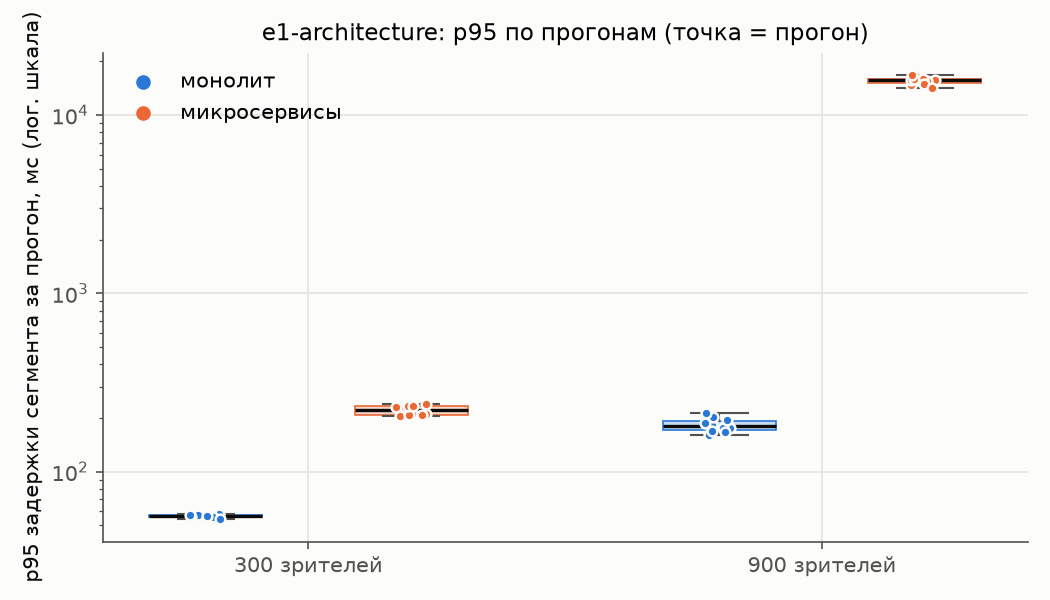 e1-architecture: p95 по прогонам (точка = прогон)
p95 задержки сегмента за прогон, мс (лог. шкала)
монолит
микросервисы
10⁴
10³
10²
300 зрителей
900 зрителей